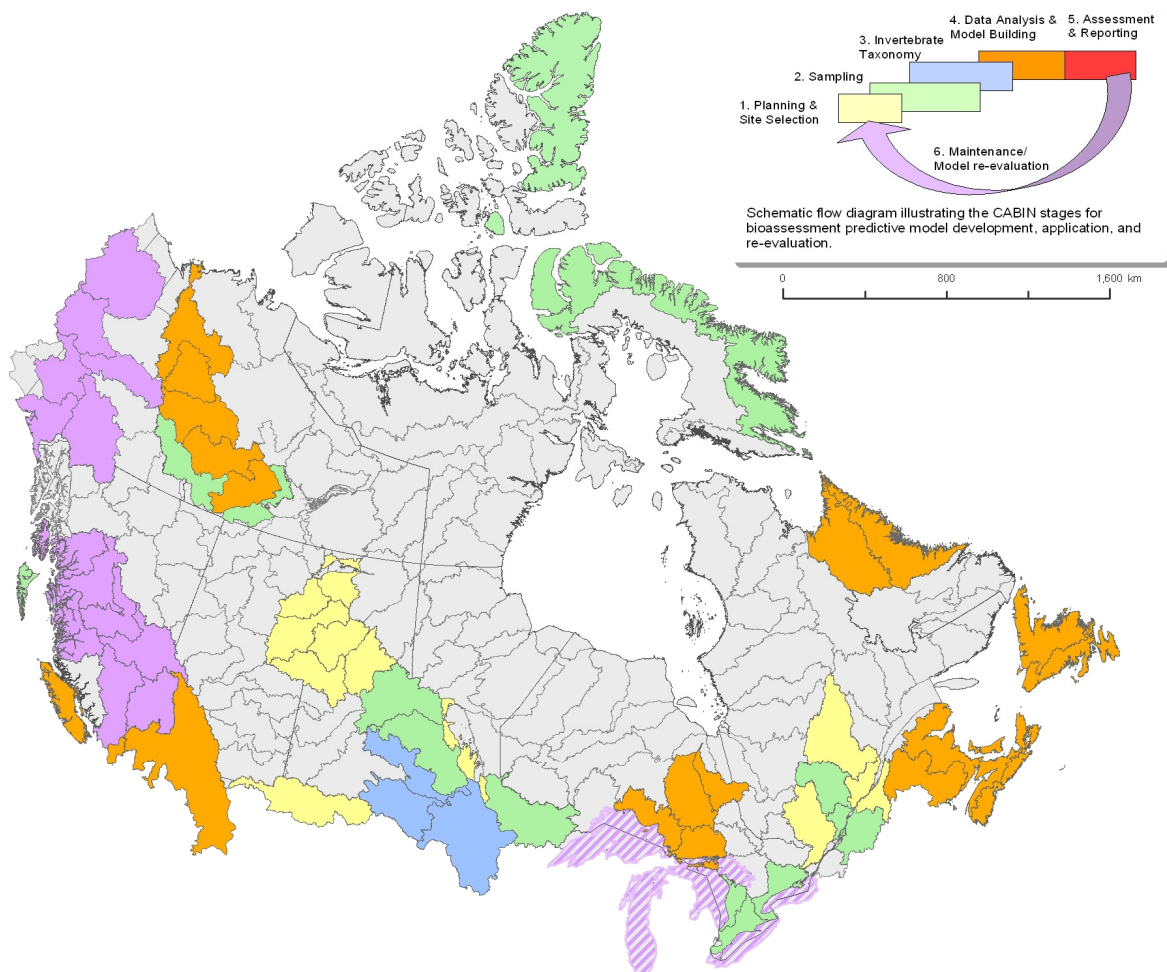 4. Data Analysis &
Model Building
5. Assessment
& Reporting
3. Invertebrate
Taxonomy
2. Sampling
1. Planning &
Site Selection
6. Maintenance/
Model re-evaluation
Schematic flow diagram illustrating the CABIN stages for
bioassessment predictive model development, application, and
re-evaluation.
0 800 1,600 km